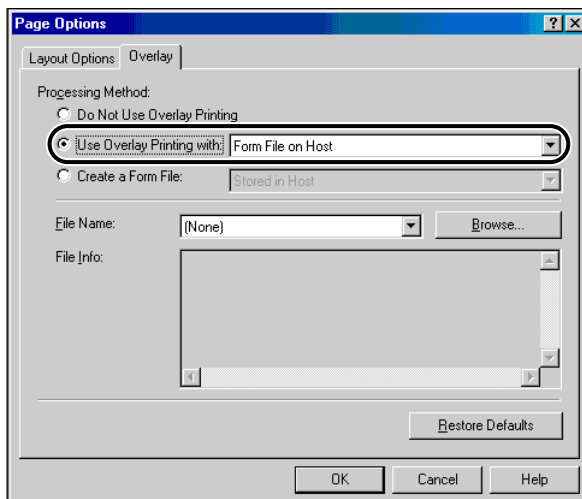 Page Options
Layout Options Overlay
Processing Method:
Do Not Use Overlay Printing
Use Overlay Printing with: Form File on Host
Create a Form File: Stored in Host
File Name: (None) Browse...
File Info:
Restore Defaults
OK Cancel Help